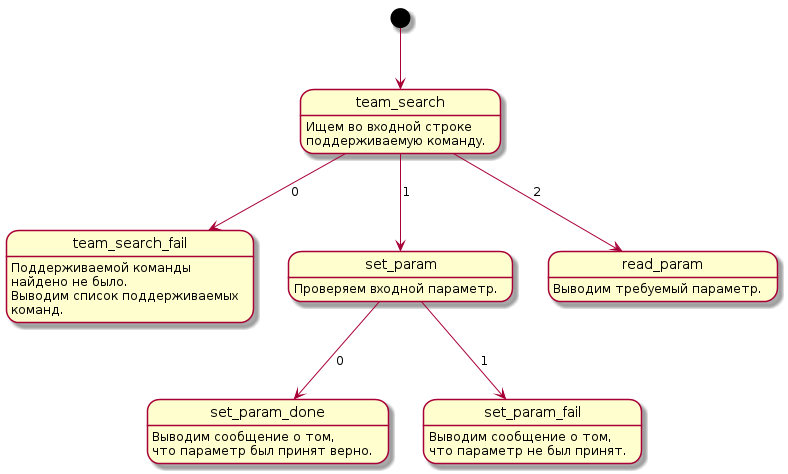 team_search
Ищем во входной строке
поддерживаемую команду.
0
1
2
team_search_fail
Поддерживаемой команды
найдено не было.
Выводим список поддерживаемых
команд.
set_param
Проверяем входной параметр.
read_param
Выводим требуемый параметр.
0
1
set_param_done
Выводим сообщение о том,
что параметр был принят верно.
set_param_fail
Выводим сообщение о том,
что параметр не был принят.